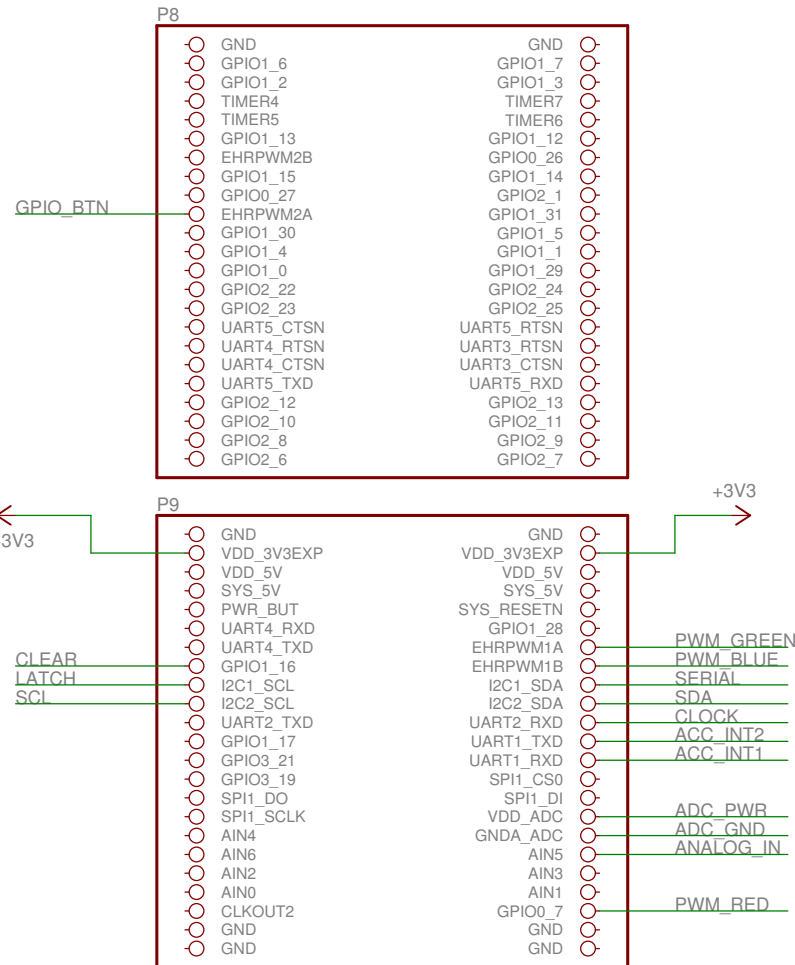 P8
GND GND
GPIO1_6 GPIO1_7
GPIO1_2 GPIO1_3
TIMER4 TIMER7
TIMER5 TIMER6
GPIO1_13 GPIO1_12
EHRPWM2B GPIO0_26
GPIO1_15 GPIO1_14
GPIO0_27 GPIO2_1
GPIO_BTN EHRPWM2A GPIO1_31
GPIO1_30 GPIO1_5
GPIO1_4 GPIO1_1
GPIO1_0 GPIO1_29
GPIO2_22 GPIO2_24
GPIO2_23 GPIO2_25
UART5_CTSN UART5_RTSN
UART4_RTSN UART3_RTSN
UART4_CTSN UART3_CTSN
UART5_TXD UART5_RXD
GPIO2_12 GPIO2_13
GPIO2_10 GPIO2_11
GPIO2_8 GPIO2_9
GPIO2_6 GPIO2_7
+3V3
P9
GND GND
3V3 VDD_3V3EXP VDD_3V3EXP
VDD_5V VDD_5V
SYS_5V SYS_5V
PWR_BUT SYS_RESETN
UART4_RXD GPIO1_28
UART4_TXD EHRPWM1A PWM_GREEN
CLEAR GPIO1_16 EHRPWM1B PWM_BLUE
LATCH I2C1_SCL I2C1_SDA SERIAL
SCL I2C2_SCL I2C2_SDA SDA
UART2_TXD UART2_RXD CLOCK
GPIO1_17 UART1_TXD ACC_INT2
GPIO3_21 UART1_RXD ACC_INT1
GPIO3_19 SPI1_CS0
SPI1_DO SPI1_DI
SPI1_SCLK VDD_ADC ADC_PWR
AIN4 GNDA_ADC ADC_GND
AIN6 AIN5 ANALOG_IN
AIN2 AIN3
AIN0 AIN1
CLKOUT2 GPIO0_7 PWM_RED
GND GND
GND GND